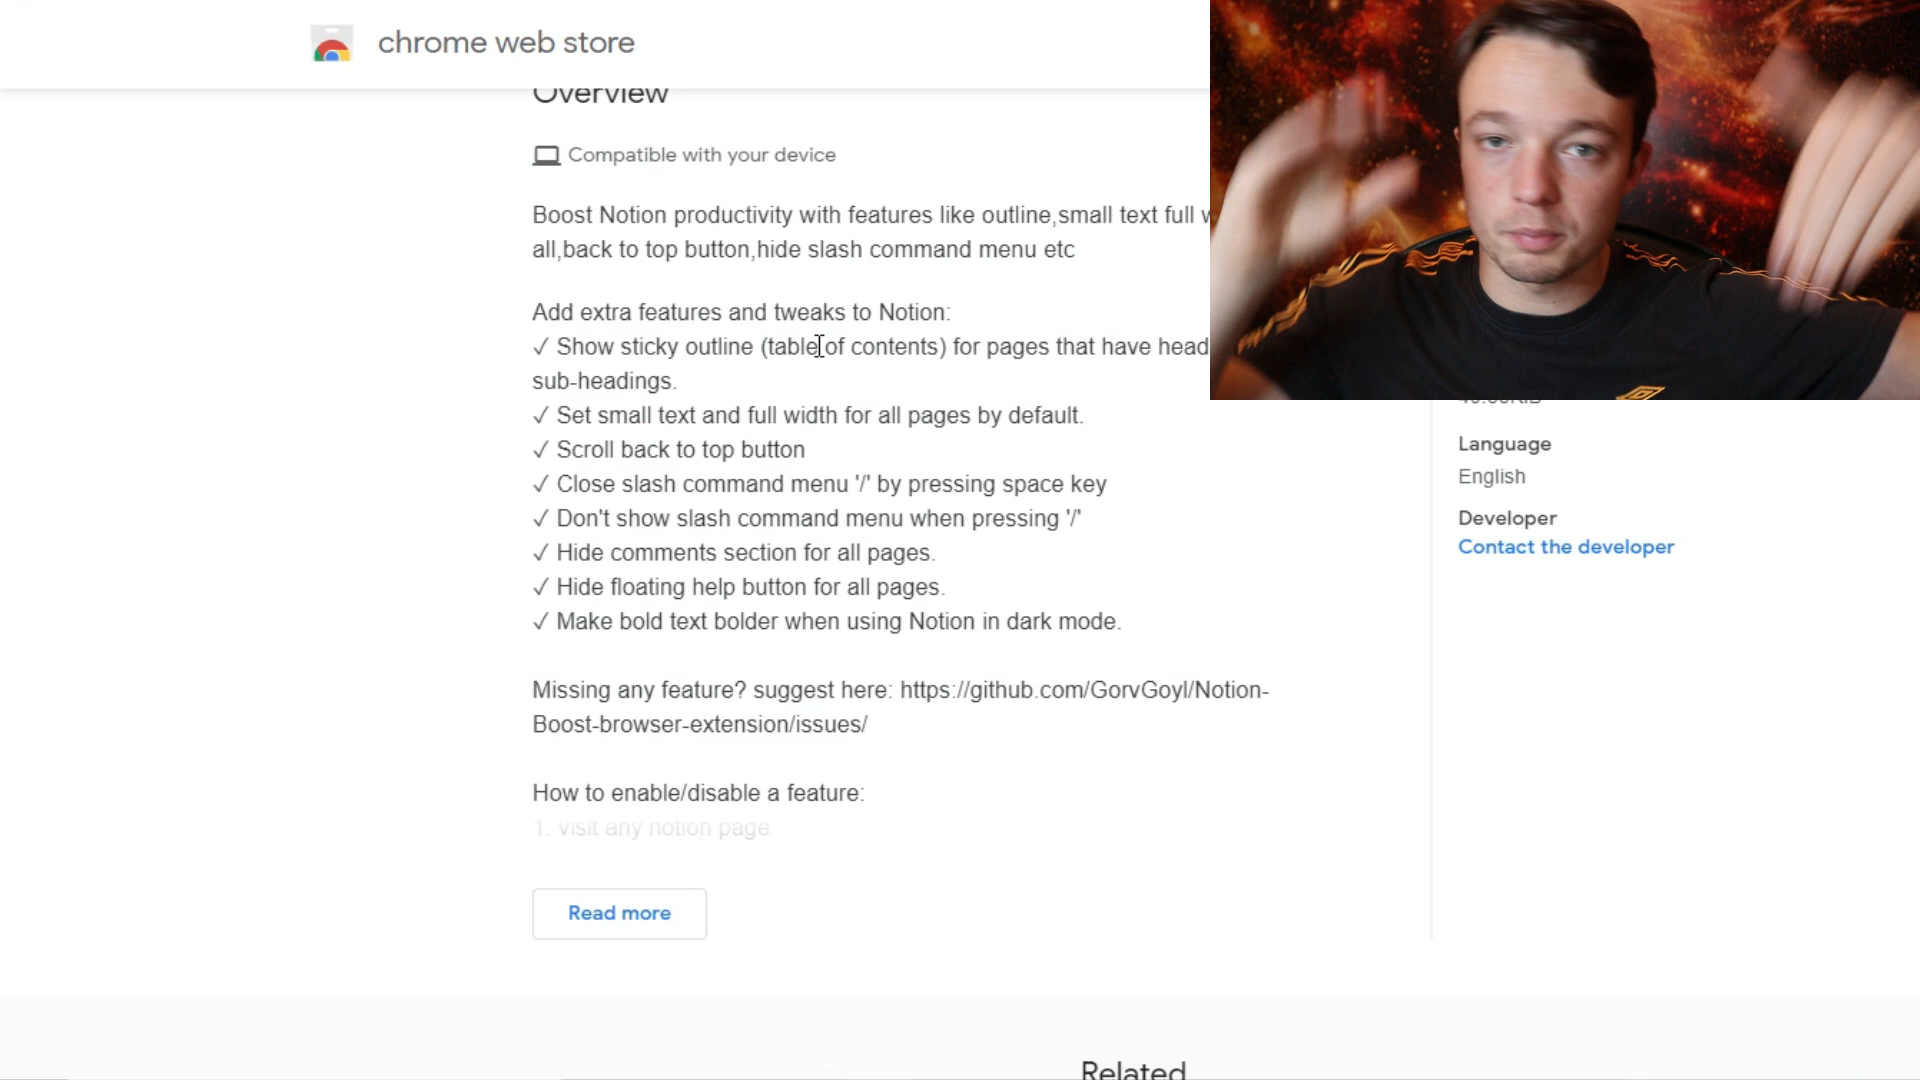 chrome web store
Overview
Compatible with your device
Boost Notion productivity with features like outline,small text full
all,back to top button,hide slash command menu etc
Add extra features and tweaks to Notion:
✓ Show sticky outline (table of contents) for pages that have head
sub-headings.
✓ Set small text and full width for all pages by default.
✓ Scroll back to top button
✓ Close slash command menu '/' by pressing space key
✓ Don't show slash command menu when pressing '/'
✓ Hide comments section for all pages.
✓ Hide floating help button for all pages.
✓ Make bold text bolder when using Notion in dark mode.
Missing any feature? suggest here: https://github.com/GorvGoyl/Notion-
Boost-browser-extension/issues/
How to enable/disable a feature:
1. visit any notion page
Read more
Language
English
Developer
Contact the developer
Related